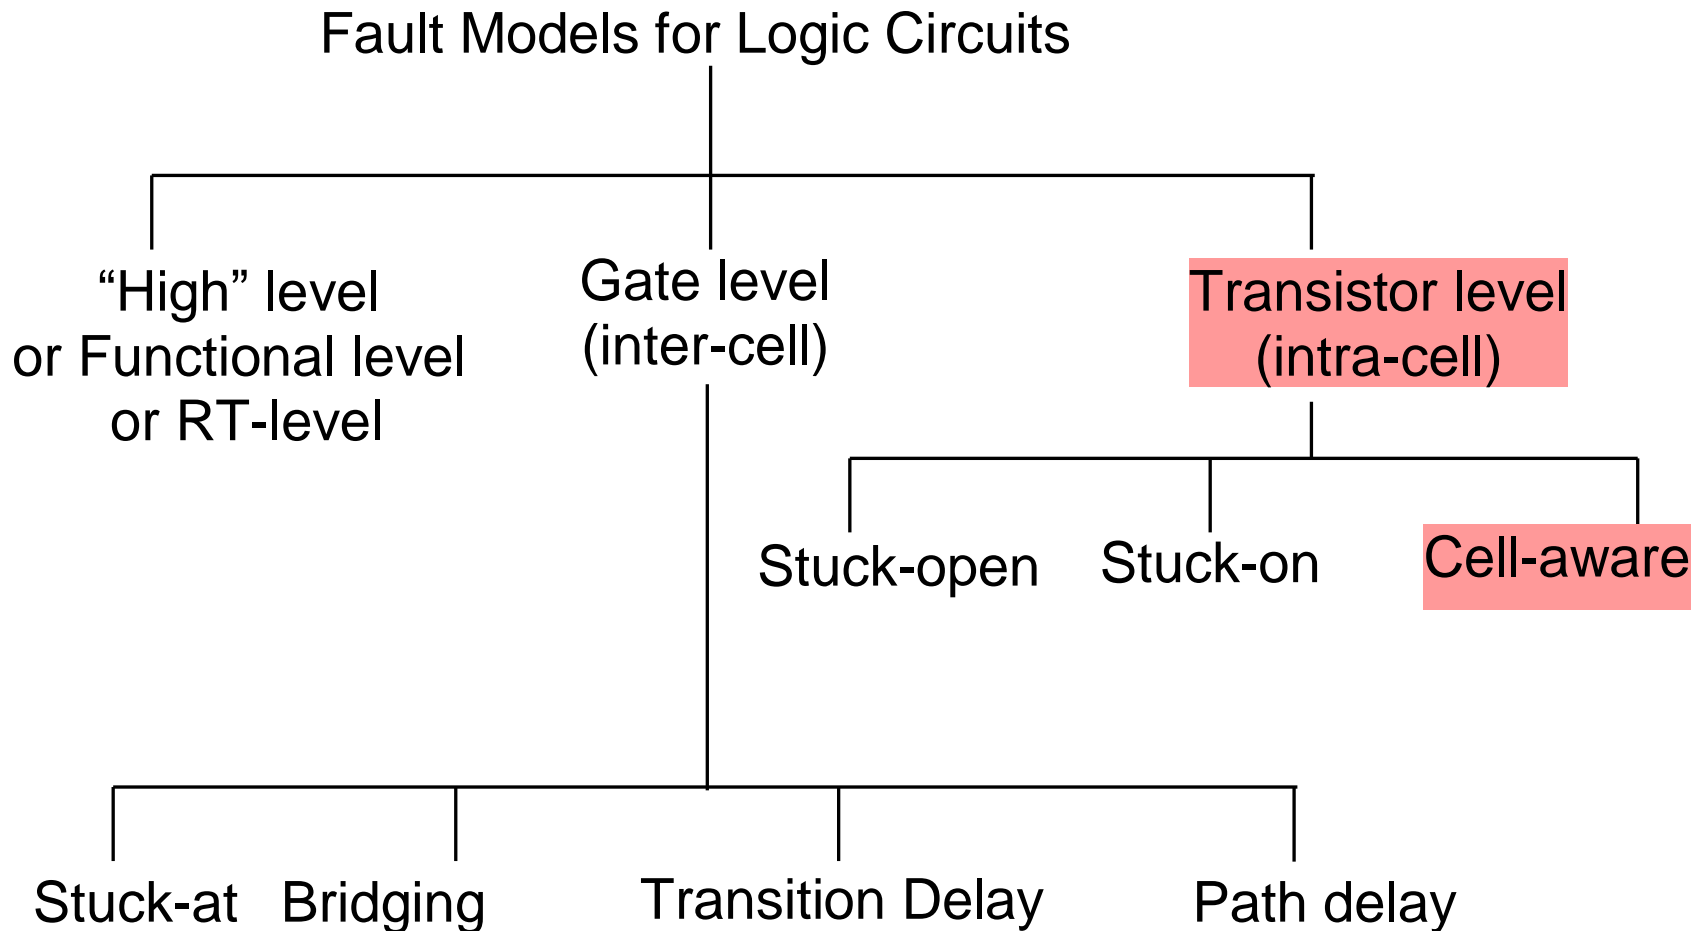 Fault Models for Logic Circuits
“High” level
or Functional level
or RT-level
Gate level
(inter-cell)
Transistor level
(intra-cell)
Stuck-open
Stuck-on
Cell-aware
Stuck-at
Bridging
Transition Delay
Path delay